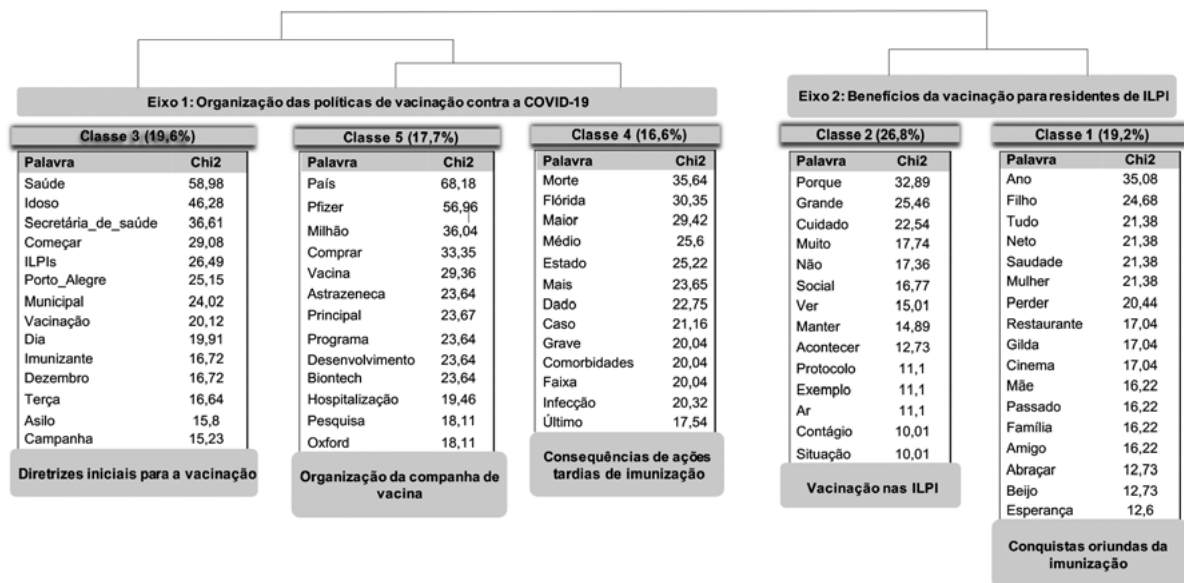 Eixo 1: Organização das políticas de vacinação contra a COVID-19
Classe 3 (19,6%)
Palavra Chi2
Saúde 58,98
Idoso 46,28
Secretária_de_saúde 36,61
Começar 29,08
ILPIs 26,49
Porto_Alegre 25,15
Municipal 24,02
Vacinação 20,12
Dia 19,91
Imunizante 16,72
Dezembro 16,72
Terça 16,64
Asilo 15,8
Campanha 15,23
Diretrizes iniciais para a vacinação
Classe 5 (17,7%)
Palavra Chi2
País 68,18
Pfizer 56,96
Milhão 36,04
Comprar 33,35
Vacina 29,36
Astrazeneca 23,64
Principal 23,67
Programa 23,64
Desenvolvimento 23,64
Biontech 23,64
Hospitalização 19,46
Pesquisa 18,11
Oxford 18,11
Organização da companha de
vacina
Classe 4 (16,6%)
Palavra Chi2
Morte 35,64
Flórida 30,35
Maior 29,42
Médio 25,6
Estado 25,22
Mais 23,65
Dado 22,75
Caso 21,16
Grave 20,04
Comorbidades 20,04
Faixa 20,04
Infecção 20,32
Último 17,54
Consequências de ações
tardias de imunização
Eixo 2: Benefícios da vacinação para residentes de ILPI
Classe 2 (26,8%)
Palavra Chi2
Porque 32,89
Grande 25,46
Cuidado 22,54
Muito 17,74
Não 17,36
Social 16,77
Ver 15,01
Manter 14,89
Acontecer 12,73
Protocolo 11,1
Exemplo 11,1
Ar 11,1
Contágio 10,01
Situação 10,01
Vacinação nas ILPI
Classe 1 (19,2%)
Palavra Chi2
Ano 35,08
Filho 24,68
Tudo 21,38
Neto 21,38
Saudade 21,38
Mulher 21,38
Perder 20,44
Restaurante 17,04
Gilda 17,04
Cinema 17,04
Mãe 16,22
Passado 16,22
Família 16,22
Amigo 16,22
Abraçar 12,73
Beijo 12,73
Esperança 12,6
Conquistas oriundas da
imunização